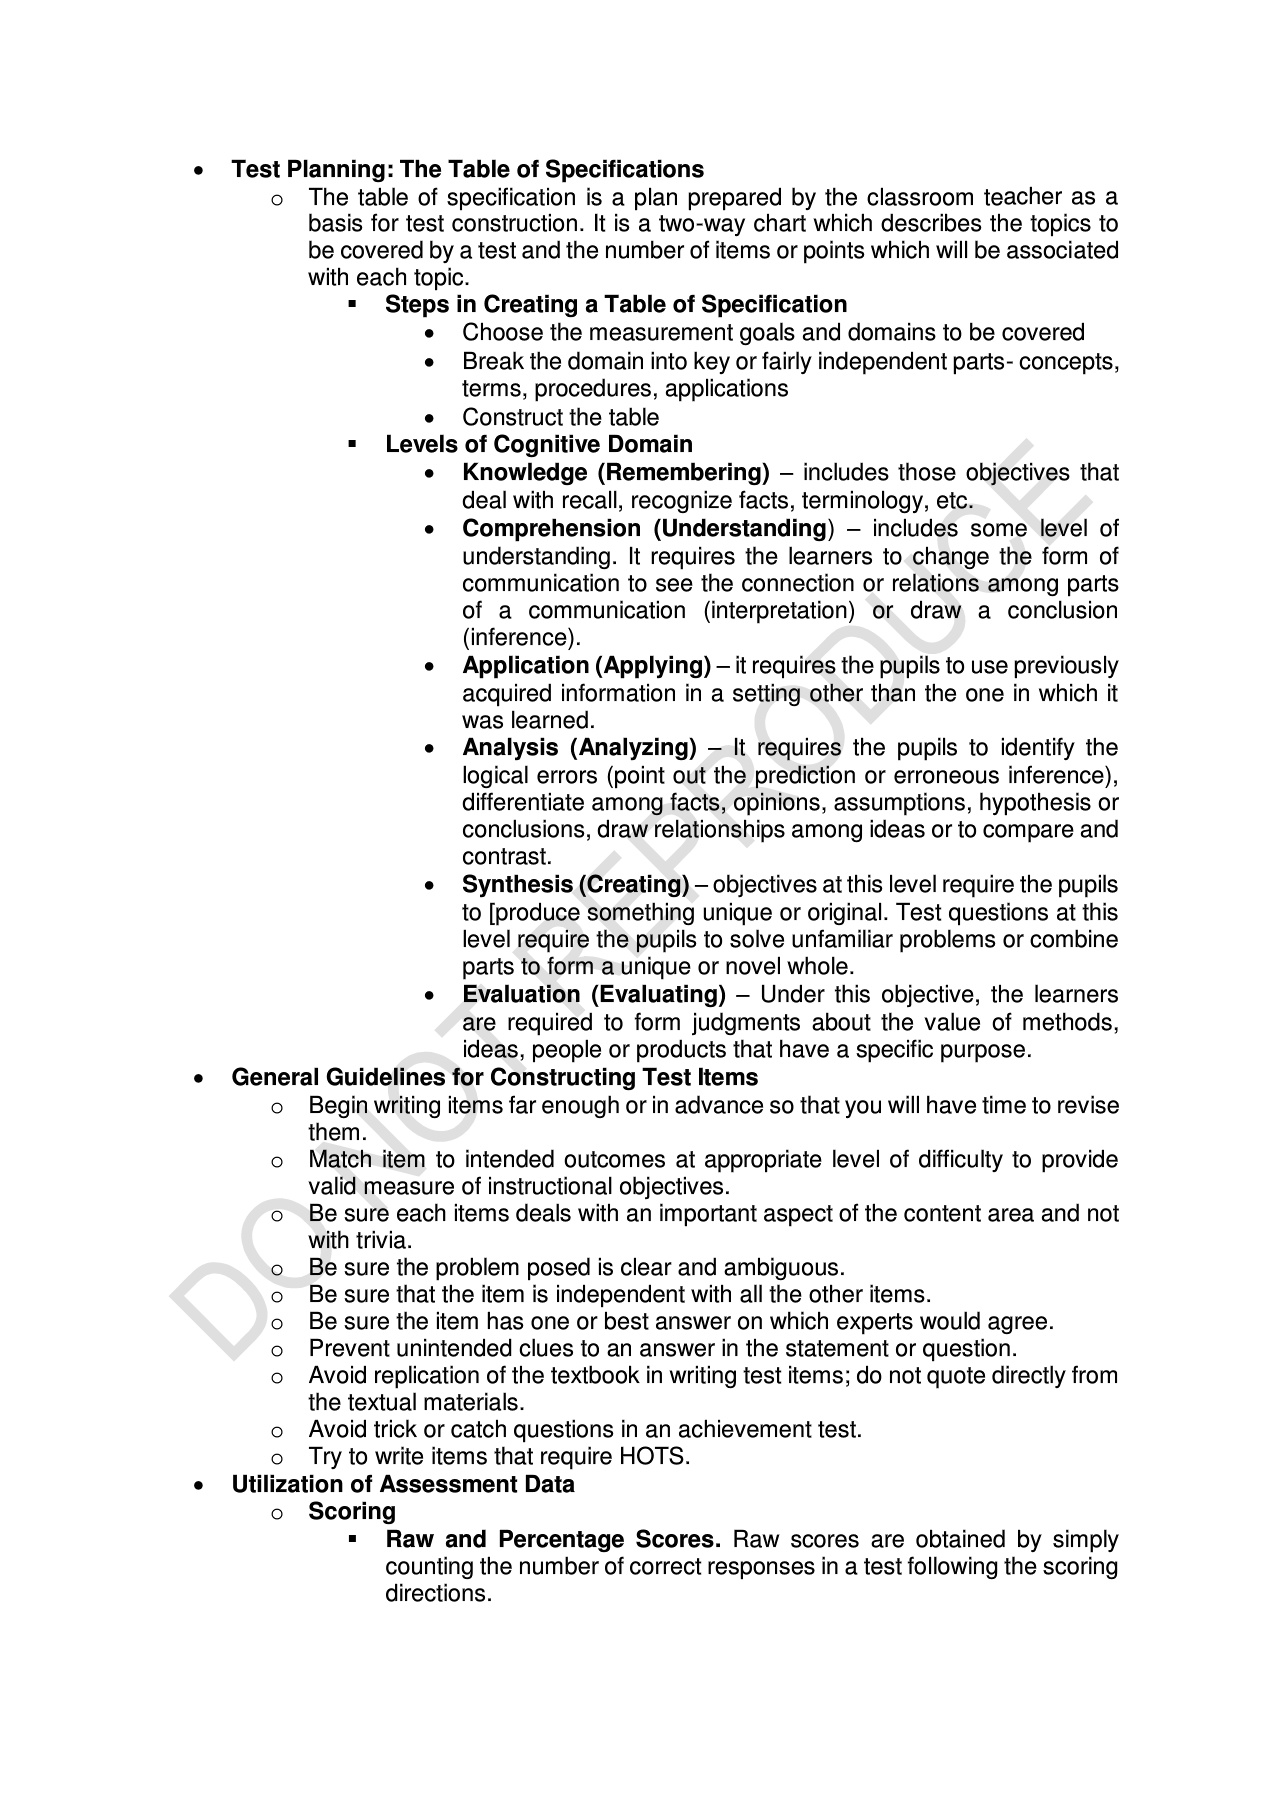 • Test Planning: The Table of Specifications
o The table of specification is a plan prepared by the classroom teacher as a
basis for test construction. It is a two-way chart which describes the topics to
be covered by a test and the number of items or points which will be associated
with each topic.
▪ Steps in Creating a Table of Specification
• Choose the measurement goals and domains to be covered
• Break the domain into key or fairly independent parts- concepts,
terms, procedures, applications
• Construct the table
▪ Levels of Cognitive Domain
• Knowledge (Remembering) – includes those objectives that
deal with recall, recognize facts, terminology, etc.
• Comprehension (Understanding) – includes some level of
understanding. It requires the learners to change the form of
communication to see the connection or relations among parts
of a communication (interpretation) or draw a conclusion
(inference).
• Application (Applying) – it requires the pupils to use previously
acquired information in a setting other than the one in which it
was learned.
• Analysis (Analyzing) – It requires the pupils to identify the
logical errors (point out the prediction or erroneous inference),
differentiate among facts, opinions, assumptions, hypothesis or
conclusions, draw relationships among ideas or to compare and
contrast.
• Synthesis (Creating) – objectives at this level require the pupils
to [produce something unique or original. Test questions at this
level require the pupils to solve unfamiliar problems or combine
parts to form a unique or novel whole.
• Evaluation (Evaluating) – Under this objective, the learners
are required to form judgments about the value of methods,
ideas, people or products that have a specific purpose.
• General Guidelines for Constructing Test Items
o Begin writing items far enough or in advance so that you will have time to revise
them.
o Match item to intended outcomes at appropriate level of difficulty to provide
valid measure of instructional objectives.
o Be sure each items deals with an important aspect of the content area and not
with trivia.
o Be sure the problem posed is clear and ambiguous.
o Be sure that the item is independent with all the other items.
o Be sure the item has one or best answer on which experts would agree.
o Prevent unintended clues to an answer in the statement or question.
o Avoid replication of the textbook in writing test items; do not quote directly from
the textual materials.
o Avoid trick or catch questions in an achievement test.
o Try to write items that require HOTS.
• Utilization of Assessment Data
o Scoring
▪ Raw and Percentage Scores. Raw scores are obtained by simply
counting the number of correct responses in a test following the scoring
directions.
DO NOT REPRODUCE